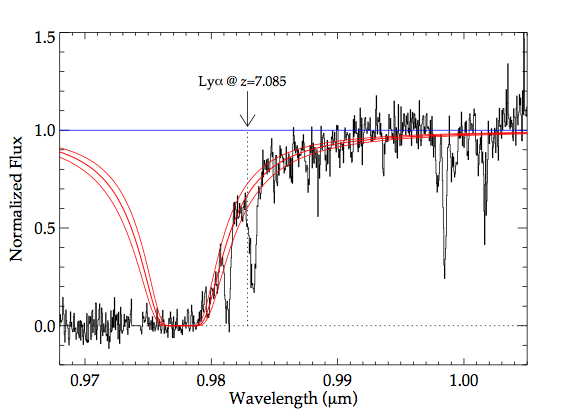 1.5
Lyα @ z=7.085
1.0
Normalized Flux
0.5
0.0
0.97 0.98 0.99 1.00
Wavelength (μm)